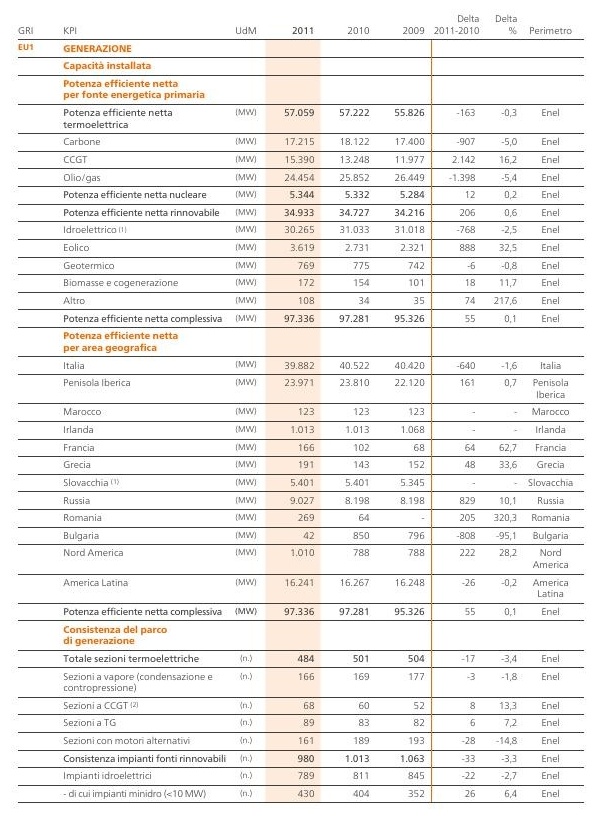 Delta Delta
GRI KPI UdM 2011 2010 2009 2011-2010 % Perimetro
EU1 GENERAZIONE
Capacità installata
Potenza efficiente netta
per fonte energetica primaria
Potenza efficiente netta (MW) 57.059 57.222 55.826 -163 -0,3 Enel
termoelettrica
Carbone (MW) 17.215 18.122 17.400 -907 -5,0 Enel
CCGT (MW) 15.390 13.248 11.977 2.142 16,2 Enel
Olio/gas (MW) 24.454 25.852 26.449 -1.398 -5,4 Enel
Potenza efficiente netta nucleare (MW) 5.344 5.332 5.284 12 0,2 Enel
Potenza efficiente netta rinnovabile (MW) 34.933 34.727 34.216 206 0,6 Enel
Idroelettrico (1) (MW) 30.265 31.033 31.018 -768 -2,5 Enel
Eolico (MW) 3.619 2.731 2.321 888 32,5 Enel
Geotermico (MW) 769 775 742 -6 -0,8 Enel
Biomasse e cogenerazione (MW) 172 154 101 18 11,7 Enel
Altro (MW) 108 34 35 74 217,6 Enel
Potenza efficiente netta complessiva (MW) 97.336 97.281 95.326 55 0,1 Enel
Potenza efficiente netta
per area geografica
Italia (MW) 39.882 40.522 40.420 -640 -1,6 Italia
Penisola Iberica (MW) 23.971 23.810 22.120 161 0,7 Penisola
Iberica
Marocco (MW) 123 123 123 - - Marocco
Irlanda (MW) 1.013 1.013 1.068 - - Irlanda
Francia (MW) 166 102 68 64 62,7 Francia
Grecia (MW) 191 143 152 48 33,6 Grecia
Slovacchia (1) (MW) 5.401 5.401 5.345 - - Slovacchia
Russia (MW) 9.027 8.198 8.198 829 10,1 Russia
Romania (MW) 269 64 - 205 320,3 Romania
Bulgaria (MW) 42 850 796 -808 -95,1 Bulgaria
Nord America (MW) 1.010 788 788 222 28,2 Nord
America
America Latina (MW) 16.241 16.267 16.248 -26 -0,2 America
Latina
Potenza efficiente netta complessiva (MW) 97.336 97.281 95.326 55 0,1 Enel
Consistenza del parco
di generazione
Totale sezioni termoelettriche (n.) 484 501 504 -17 -3,4 Enel
Sezioni a vapore (condensazione e (n.) 166 169 177 -3 -1,8 Enel
contropressione)
Sezioni a CCGT (2) (n.) 68 60 52 8 13,3 Enel
Sezioni a TG (n.) 89 83 82 6 7,2 Enel
Sezioni con motori alternativi (n.) 161 189 193 -28 -14,8 Enel
Consistenza impianti fonti rinnovabili (n.) 980 1.013 1.063 -33 -3,3 Enel
Impianti idroelettrici (n.) 789 811 845 -22 -2,7 Enel
- di cui impianti minidro (<10 MW) (n.) 430 404 352 26 6,4 Enel